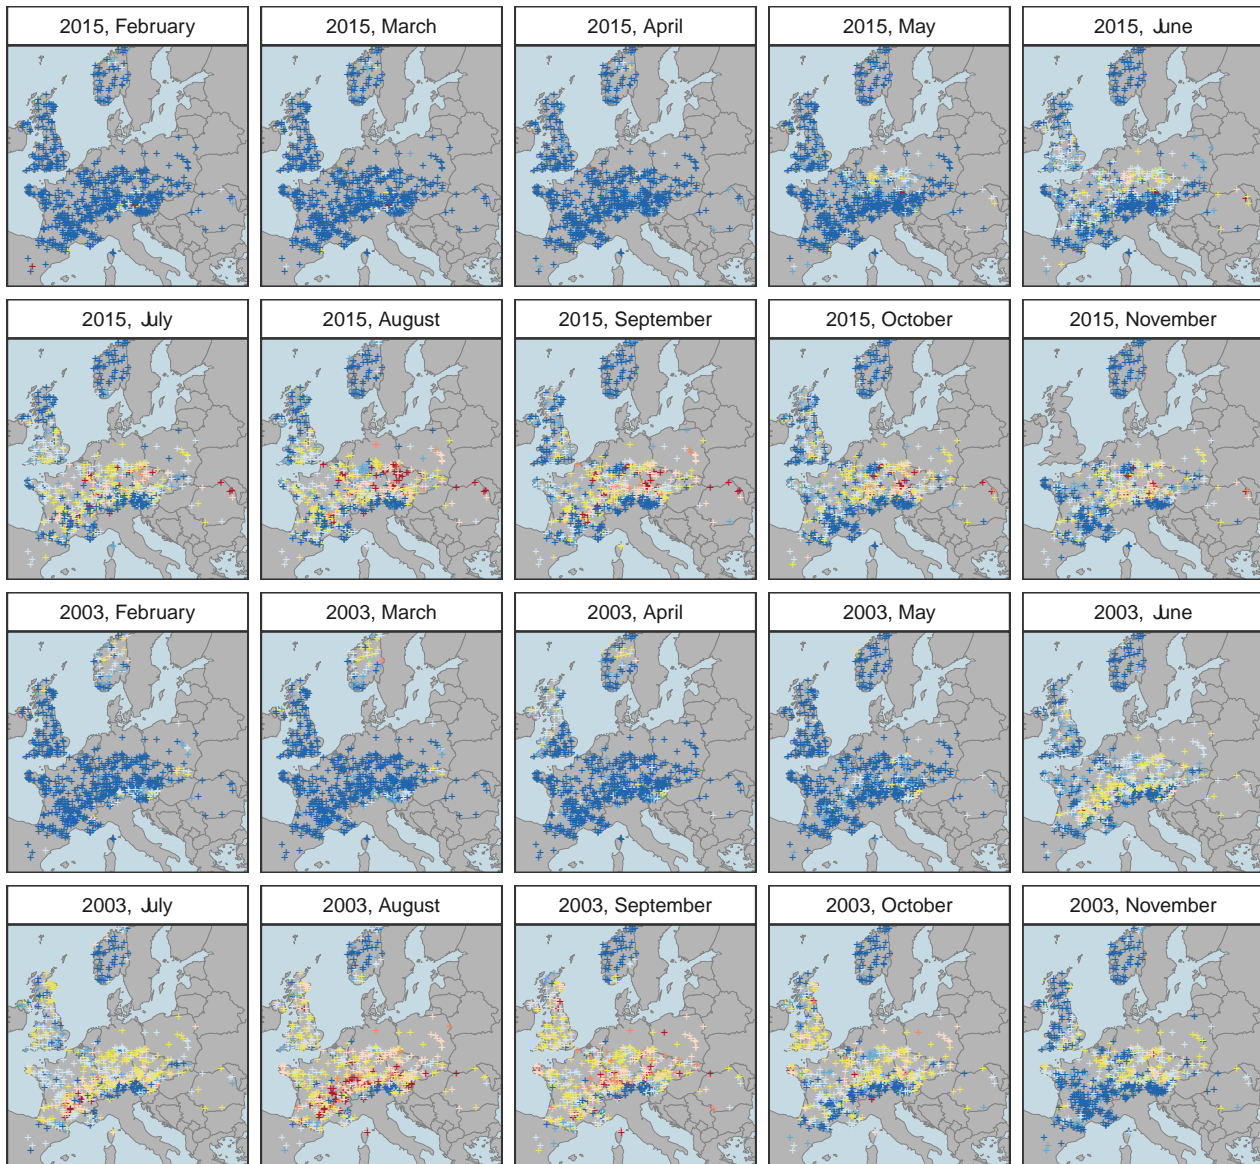 2015, February
2015, March
2015, April
2015, May
2015, June
2015, July
2015, August
2015, September
2015, October
2015, November
2003, February
2003, March
2003, April
2003, May
2003, June
2003, July
2003, August
2003, September
2003, October
2003, November